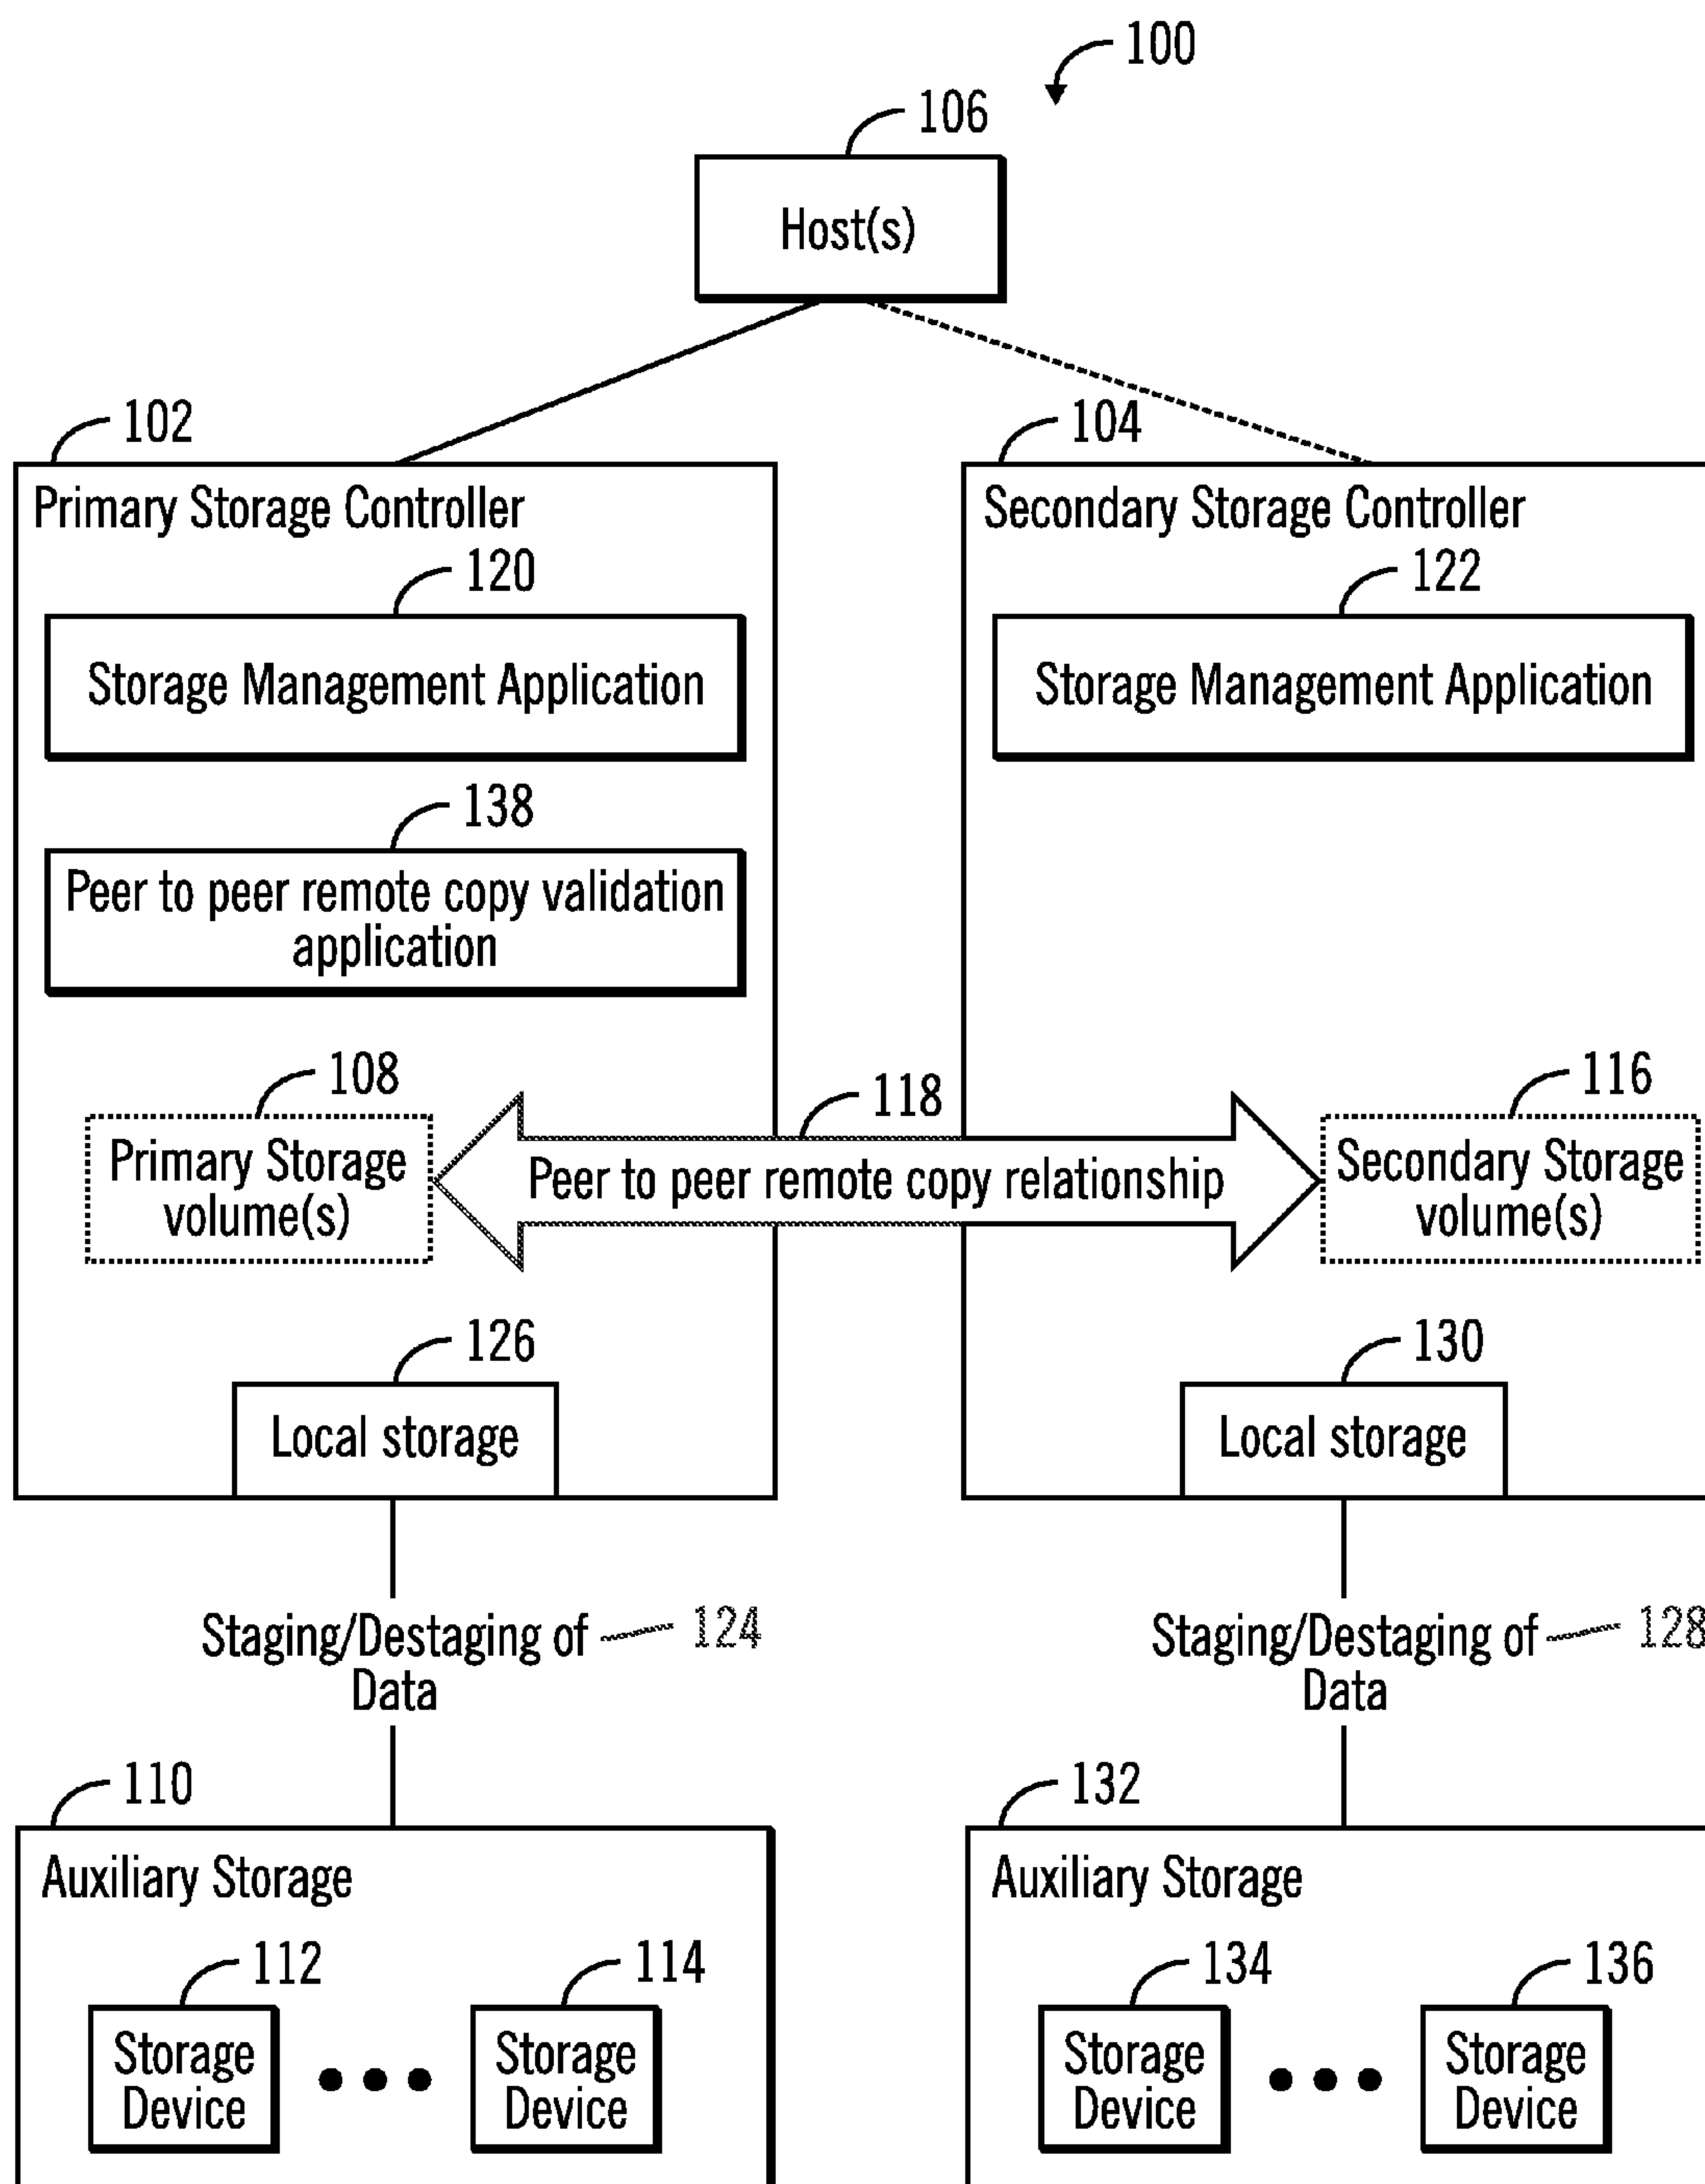 100
106
Host(s)
102
104
Primary Storage Controller
Secondary Storage Controller
120
122
Storage Management Application
Storage Management Application
138
Peer to peer remote copy validation
application
108
118
116
Primary Storage
volume(s)
Peer to peer remote copy relationship
Secondary Storage
volume(s)
126
130
Local storage
Local storage
Staging/Destaging of
Data
124
Staging/Destaging of
Data
128
110
132
Auxiliary Storage
Auxiliary Storage
112
114
134
136
Storage
Device
Storage
Device
Storage
Device
Storage
Device